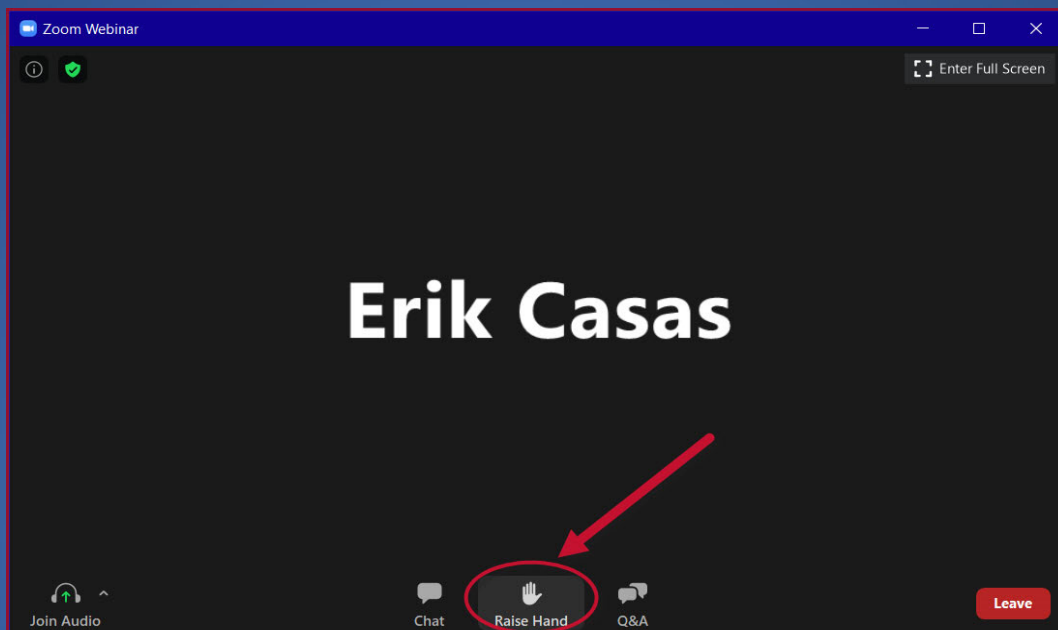 Zoom Webinar
Enter Full Screen
Erik Casas
Join Audio
Chat
Raise Hand
Q&A
Leave